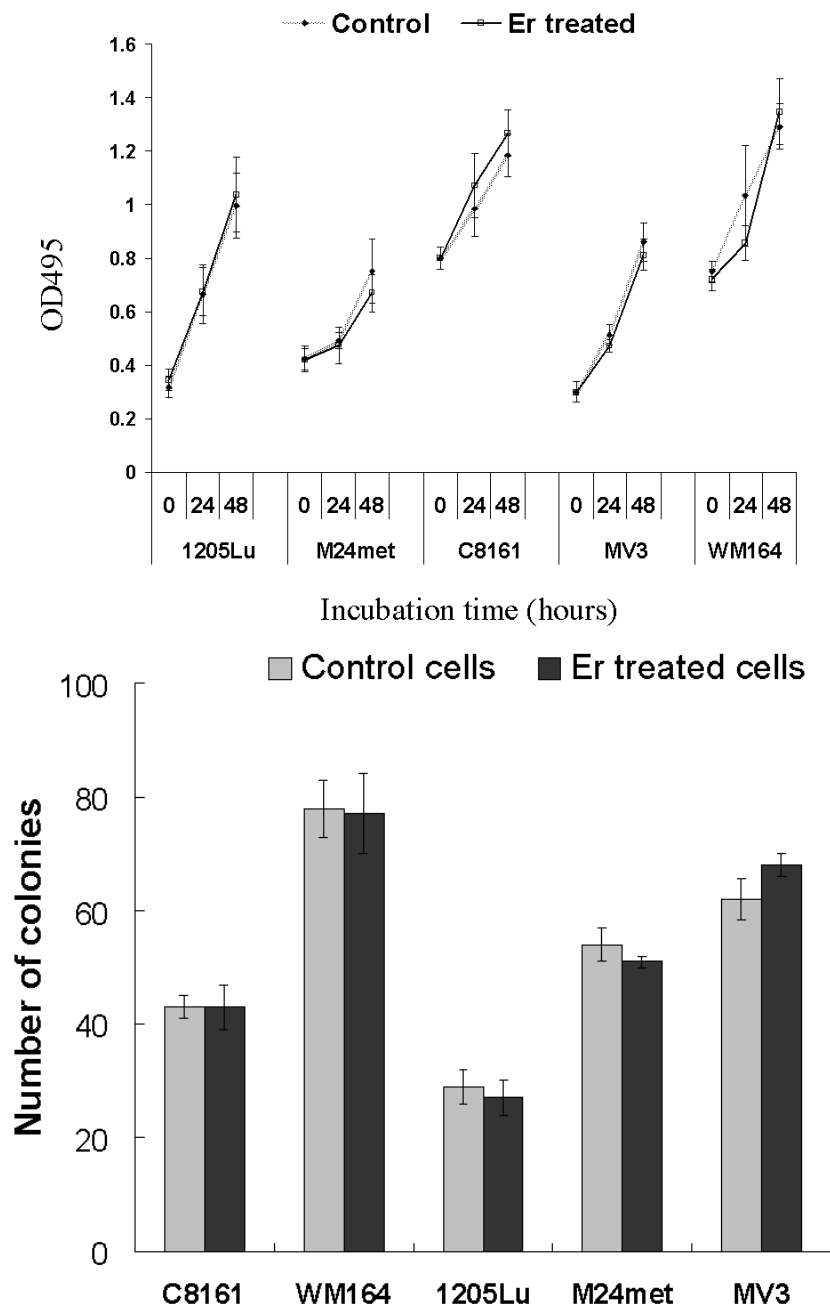 Control Er treated
1.6
1.4
1.2
1
0.8
0.6
0.4
0.2
0
OD495
0 24 48 0 24 48 0 24 48 0 24 48 0 24 48
1205Lu M24met C8161 MV3 WM164
Incubation time (hours)
Control cells Er treated cells
100
80
60
40
20
0
Number of colonies
C8161 WM164 1205Lu M24met MV3